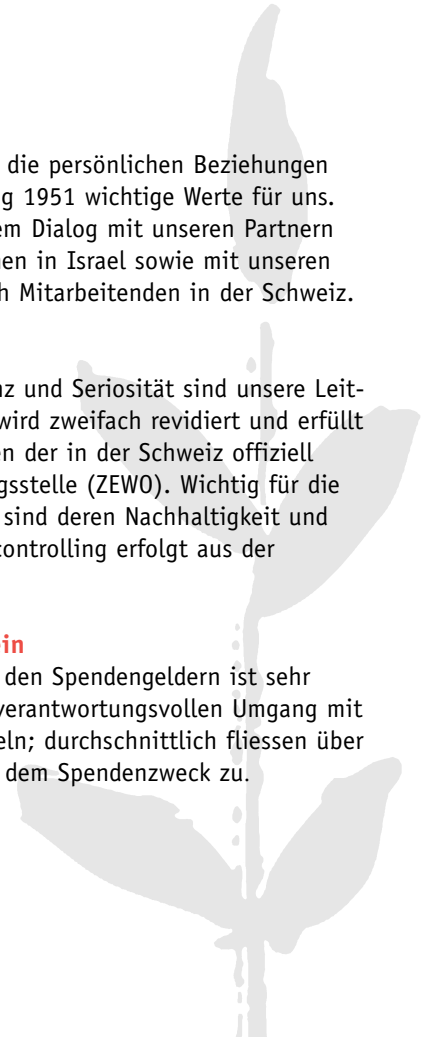 die persönlichen Beziehungen
g 1951 wichtige Werte für uns.
em Dialog mit unseren Partnern
nen in Israel sowie mit unseren
h Mitarbeitenden in der Schweiz.
nz und Seriosität sind unsere Leit-
wird zweifach revidiert und erfüllt
en der in der Schweiz offiziell
gsstelle (ZEWO). Wichtig für die
sind deren Nachhaltigkeit und
controlling erfolgt aus der
in
den Spendengeldern ist sehr
verantwortungsvollen Umgang mit
eln; durchschnittlich fliessen über
dem Spendenzweck zu.